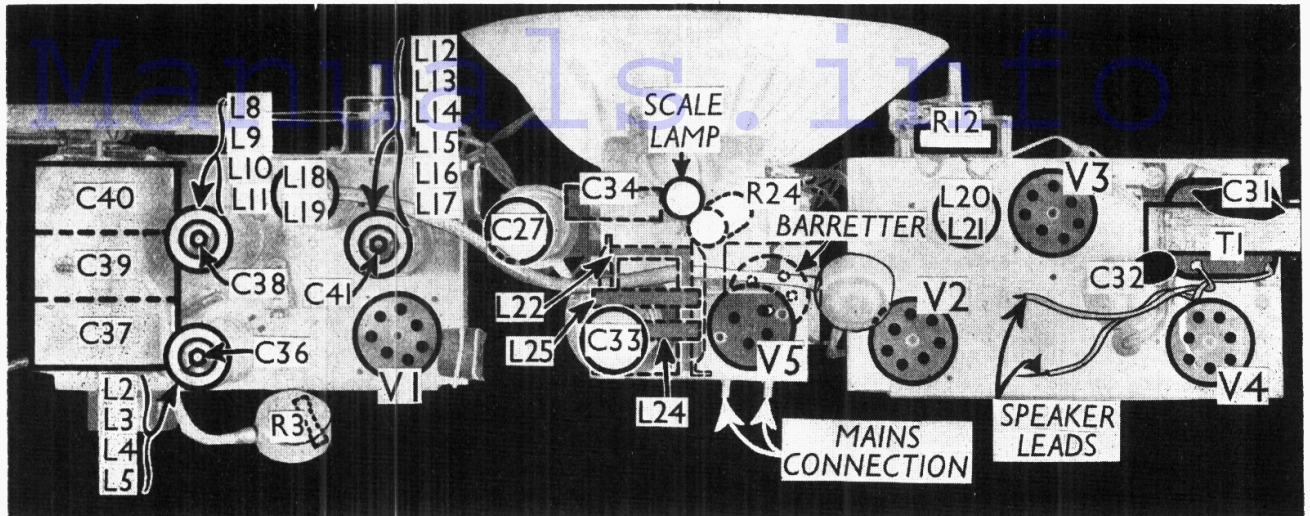 Manuals.info
L12
L13
L14
L15
L16
L17
L8
L9
L10
L11
SCALE
LAMP
R12
C40
L18
L19
C34
R24
L20
L21
V3
C31
C27
BARRETTER
T1
C39
C38
C41
C32
L22
V2
C37
C36
V1
L25
C33
V5
V4
L24
L2
L3
L4
L5
R3
MAINS
CONNECTION
SPEAKER
LEADS